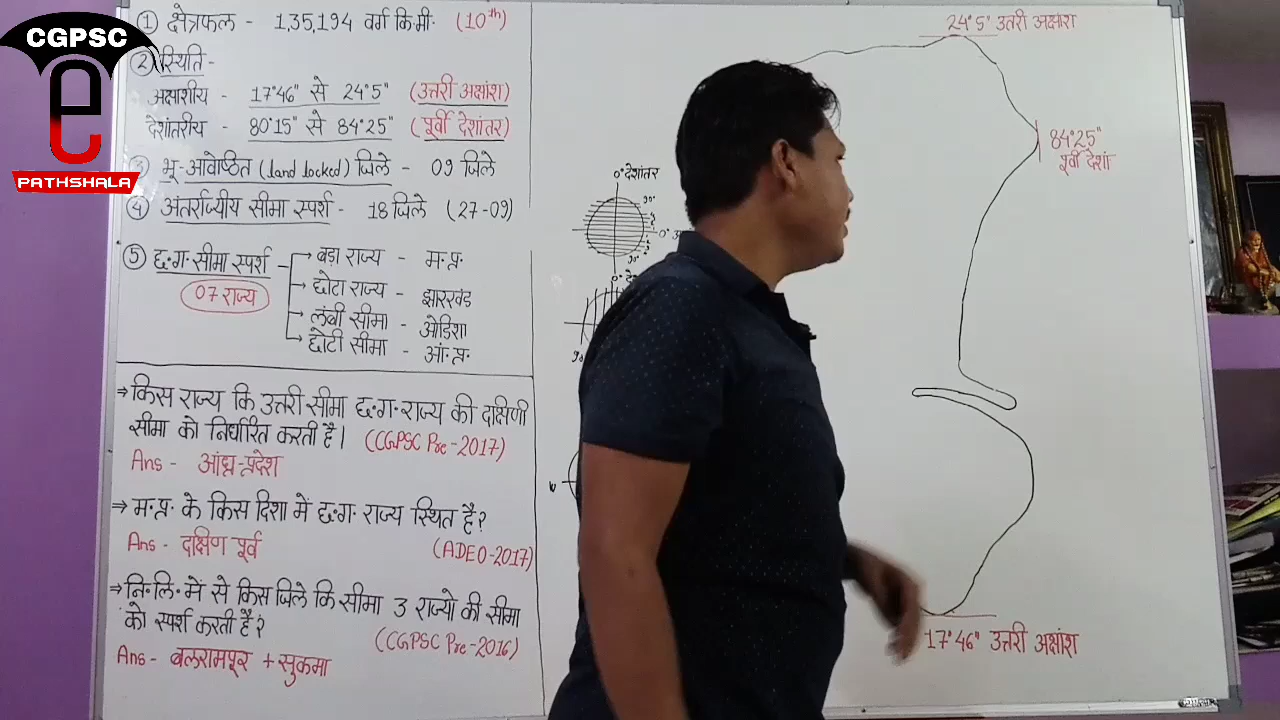 CGPSC
e
PATHSHALA
① क्षेत्रफल - 1,35,194 वर्ग कि.मी. (10th)
② स्थिति -
अक्षाशीय - 17°46" से 24°5" (उत्तरी अक्षांश)
देशांतरीय - 80°15" से 84°25" (पूर्वी देशांतर)
③ भू-आवेष्ठित (land locked) जिले - 09 जिले
④ अंतर्राज्यीय सीमा स्पर्श - 18 जिले (27-09)
⑤ छ.ग. सीमा स्पर्श
07 राज्य
बड़ा राज्य - म.प्र.
छोटा राज्य - झारखंड
लंबी सीमा - ओडिशा
छोटी सीमा - आं.प्र.
⇒ किस राज्य कि उत्तरी सीमा छ.ग. राज्य की दक्षिणी
सीमा को निर्धारित करती है। (CGPSC Pre-2017)
Ans - आंध्र-प्रदेश
⇒ म.प्र. के किस दिशा में छ.ग. राज्य स्थित है?
Ans - दक्षिण पूर्व (ADEO-2017)
⇒ नि.लि. में से किस जिले कि सीमा 3 राज्यो की सीमा
को स्पर्श करती है?
(CGPSC Pre-2016)
Ans - बलरामपूर + सुकमा
0° देशांतर
90°
0° अ
0° दे
24°5" उतरी अक्षांश
84°25"
पूर्वी देशां
17°46" उत्तरी अक्षांश